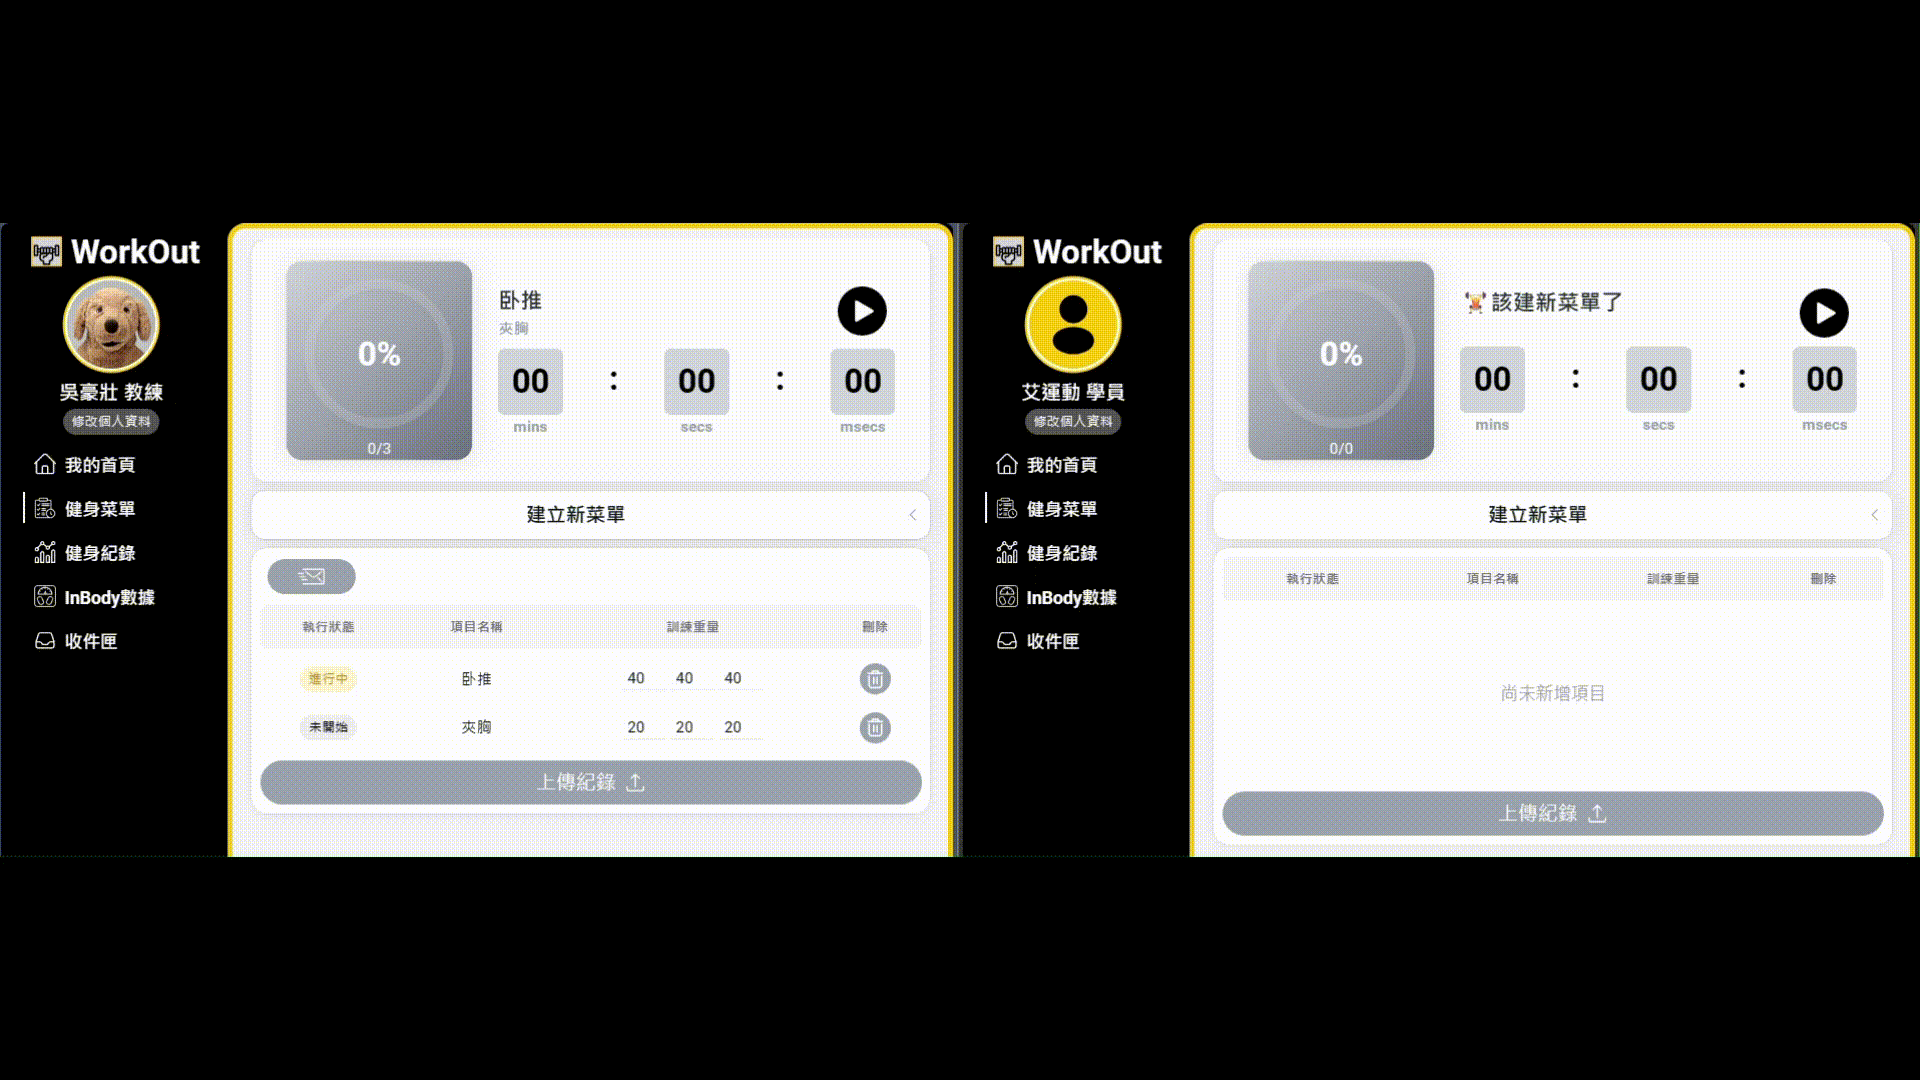 WorkOut
吳豪壯 教練
修改個人資料
我的首頁
健身菜單
健身紀錄
InBody數據
收件匣
0%
0/3
卧推
夾胸
00 : 00 : 00
mins secs msecs
建立新菜單
執行狀態 項目名稱 訓練重量 刪除
進行中 卧推 40 40 40
未開始 夾胸 20 20 20
上傳紀錄
WorkOut
艾運動 學員
修改個人資料
我的首頁
健身菜單
健身紀錄
InBody數據
收件匣
0%
0/0
該建新菜單了
00 : 00 : 00
mins secs msecs
建立新菜單
執行狀態 項目名稱 訓練重量 刪除
尚未新增項目
上傳紀錄